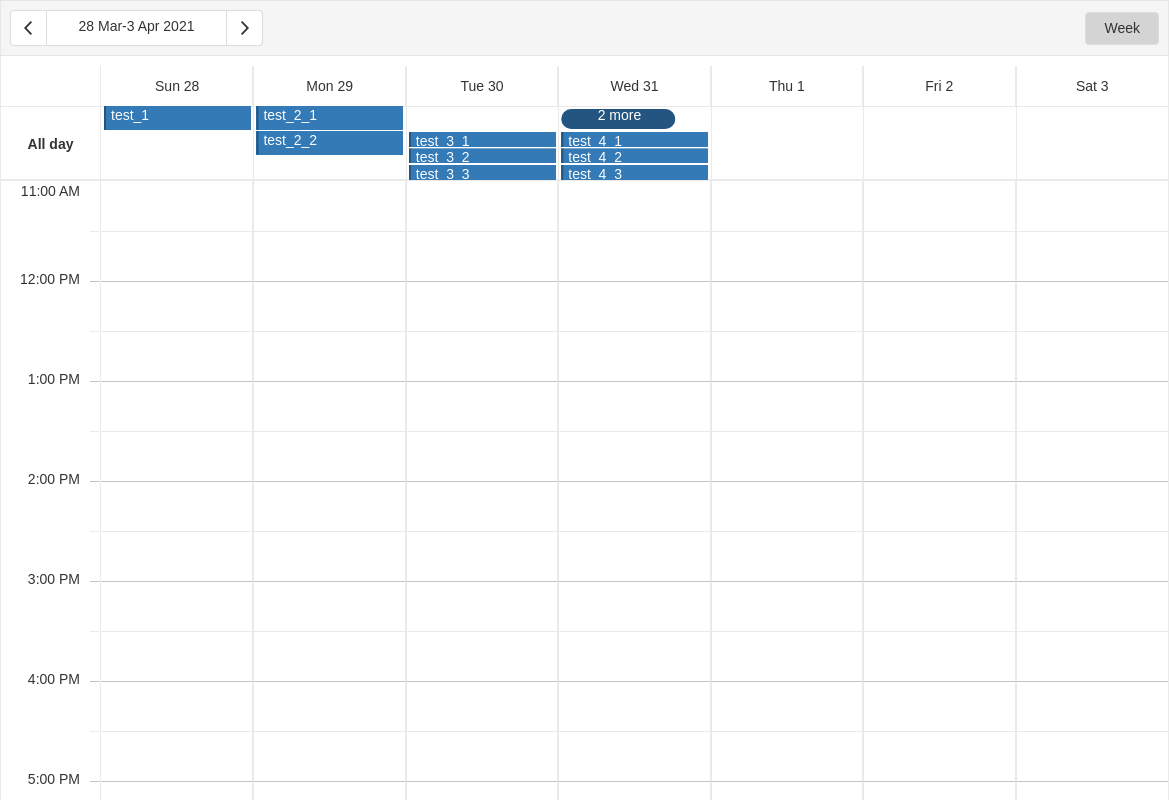 28 Mar-3 Apr 2021
Week
Sun 28 Mon 29 Tue 30 Wed 31 Thu 1 Fri 2 Sat 3
All day
test_1
test_2_1
test_2_2
test_3_1
test_3_2
test_3_3
2 more
test_4_1
test_4_2
test_4_3
11:00 AM
12:00 PM
1:00 PM
2:00 PM
3:00 PM
4:00 PM
5:00 PM